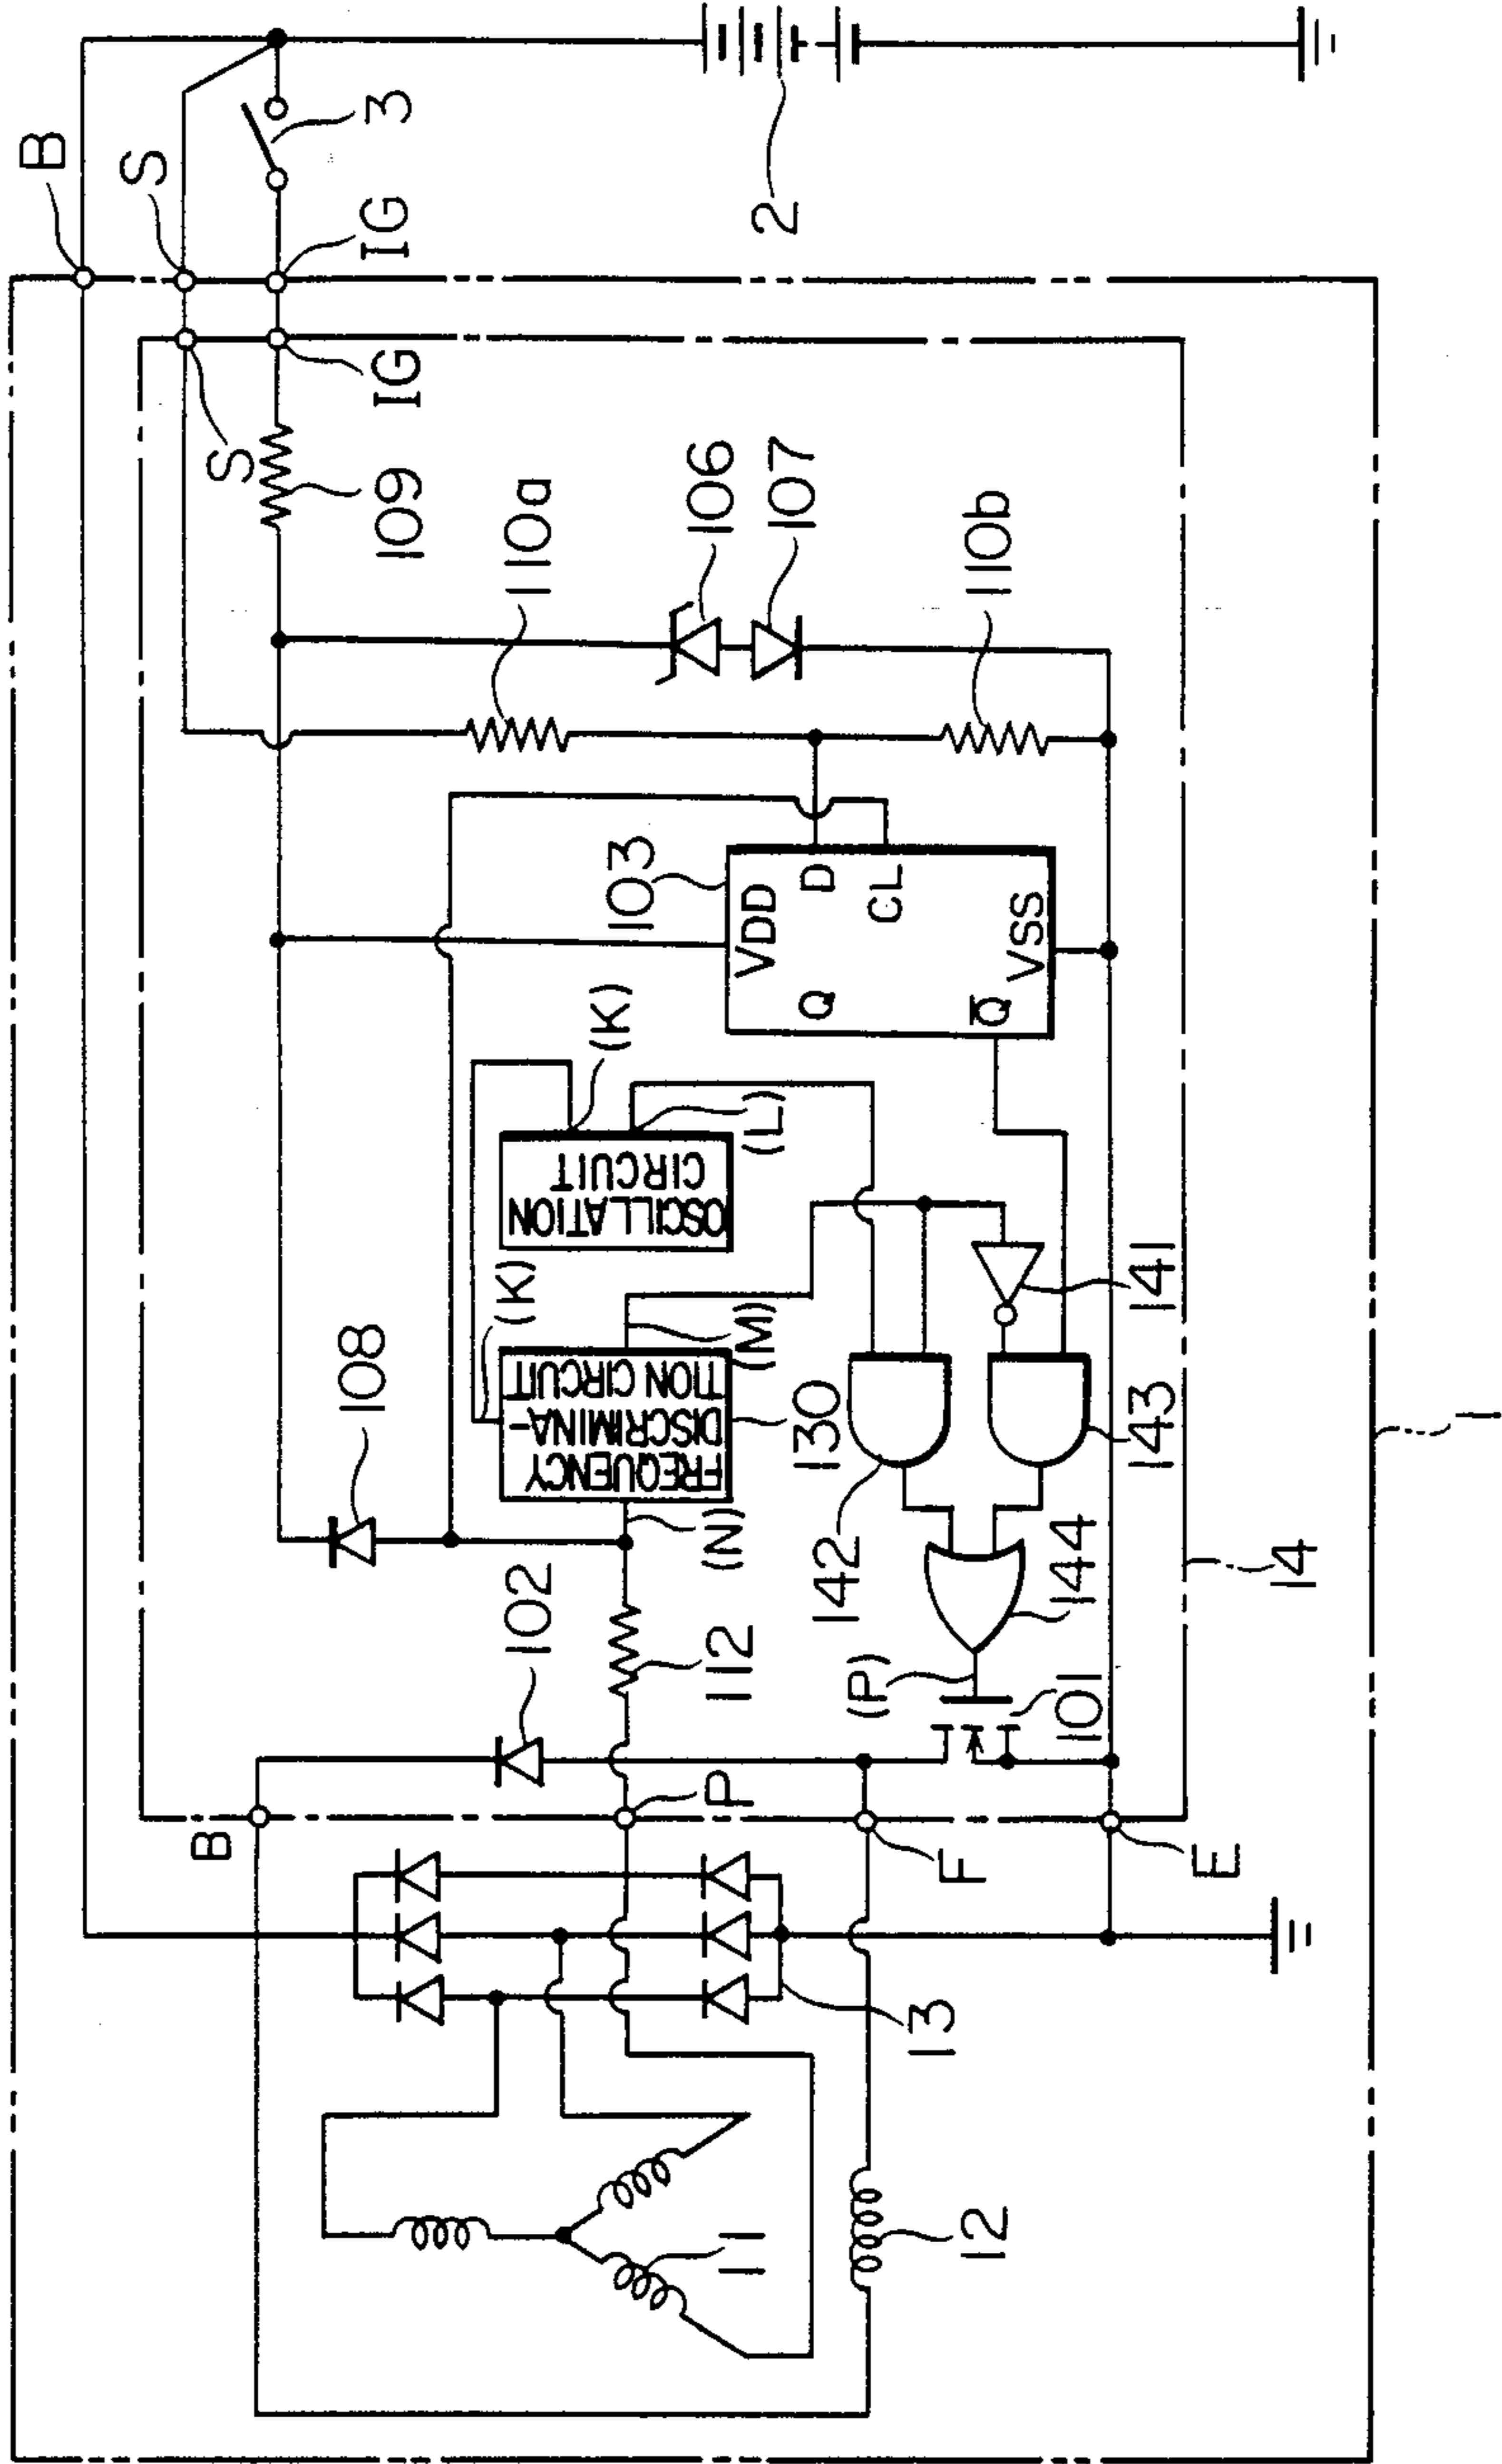 B
S
3
IG
2
S
IG
109
110a
106
107
110b
103
VDD
D
CL
Q
Q̅
VSS
(K)
(L)
OSCILLATION
CIRCUIT
(K)
(M)
FREQUENCY
DISCRIMINA-
TION CIRCUIT
130
(N)
108
141
142
143
144
102
112
(P)
101
14
1
B
P
F
E
13
11
12